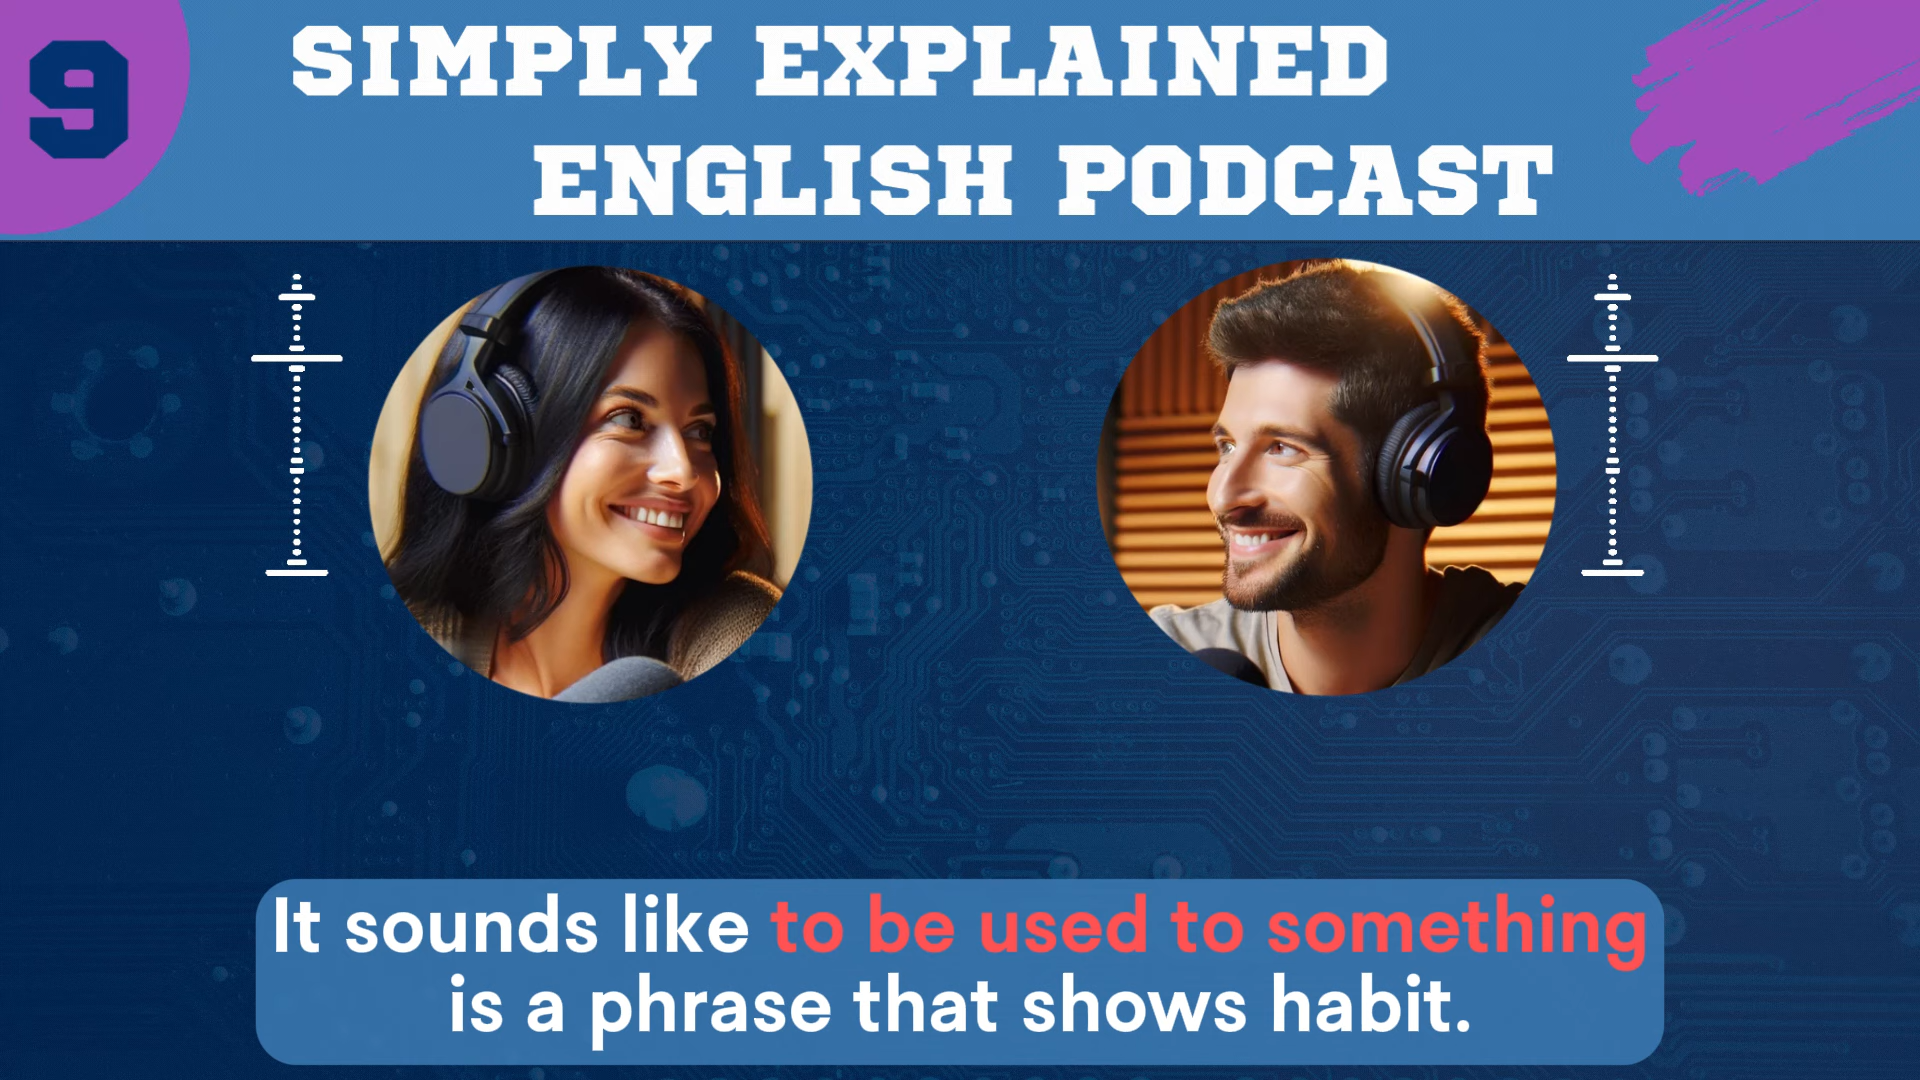 9
SIMPLY EXPLAINED
ENGLISH PODCAST
It sounds like to be used to something
is a phrase that shows habit.